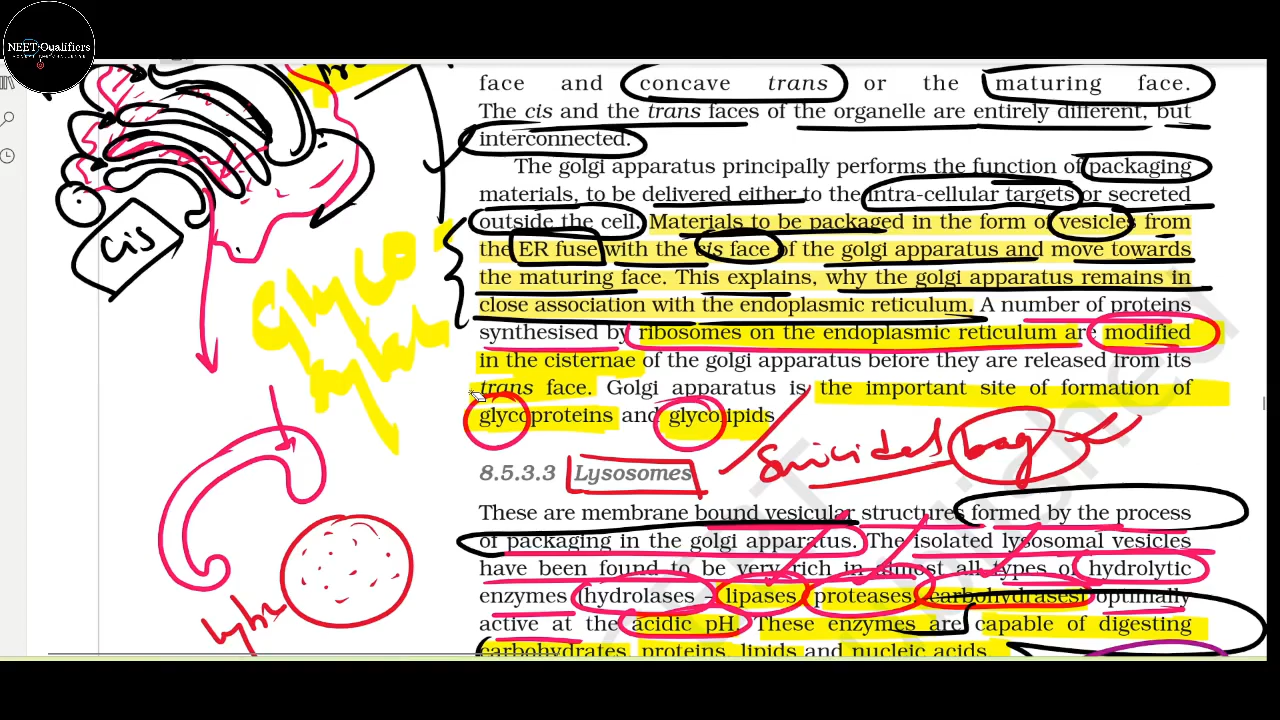 NEET Qualifiers
face and concave trans or the maturing face.
The cis and the trans faces of the organelle are entirely different, but
interconnected.
The golgi apparatus principally performs the function of packaging
materials, to be delivered either to the intra-cellular targets or secreted
outside the cell. Materials to be packaged in the form of vesicles from
the ER fuse with the cis face of the golgi apparatus and move towards
the maturing face. This explains, why the golgi apparatus remains in
close association with the endoplasmic reticulum. A number of proteins
synthesised by ribosomes on the endoplasmic reticulum are modified
in the cisternae of the golgi apparatus before they are released from its
trans face. Golgi apparatus is the important site of formation of
glycoproteins and glycolipids.
Suicidal bag
8.5.3.3 Lysosomes
These are membrane bound vesicular structures formed by the process
of packaging in the golgi apparatus. The isolated lysosomal vesicles
have been found to be very rich in almost all types of hydrolytic
enzymes (hydrolases – lipases, proteases, carbohydrases) optimally
active at the acidic pH. These enzymes are capable of digesting
carbohydrates, proteins, lipids and nucleic acids.
Cis
Glyco